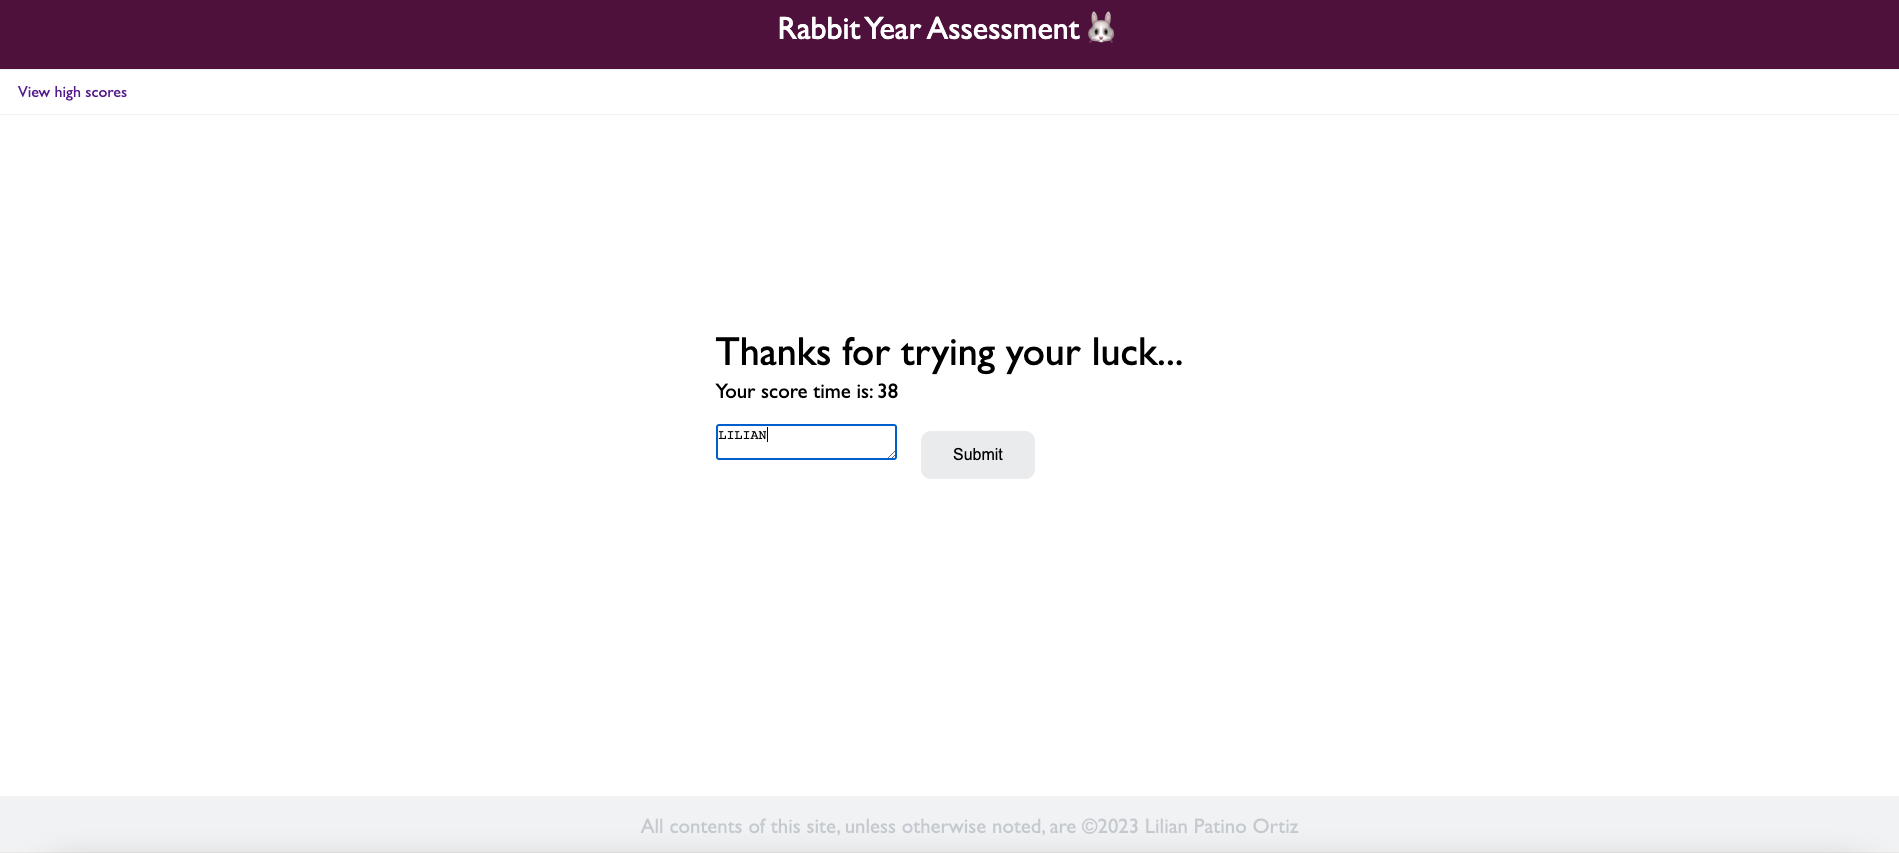 Rabbit Year Assessment 🐰
View high scores
Thanks for trying your luck...
Your score time is: 38
LILIAN
Submit
All contents of this site, unless otherwise noted, are ©2023 Lilian Patino Ortiz